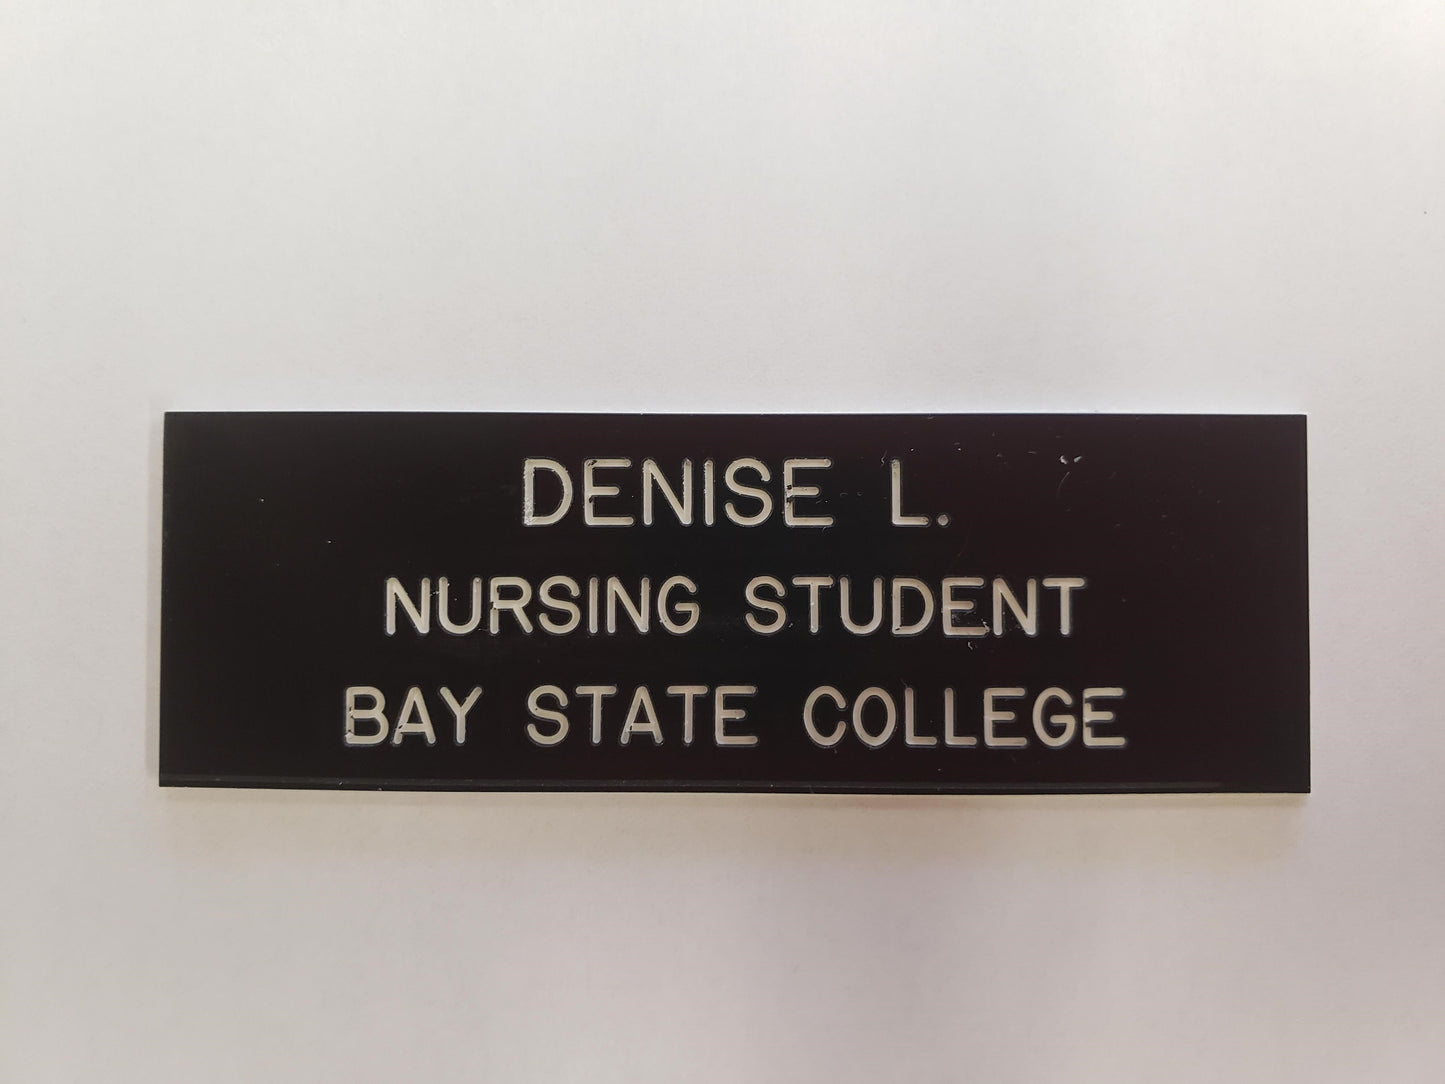 DENISE L.
NURSING STUDENT
BAY STATE COLLEGE